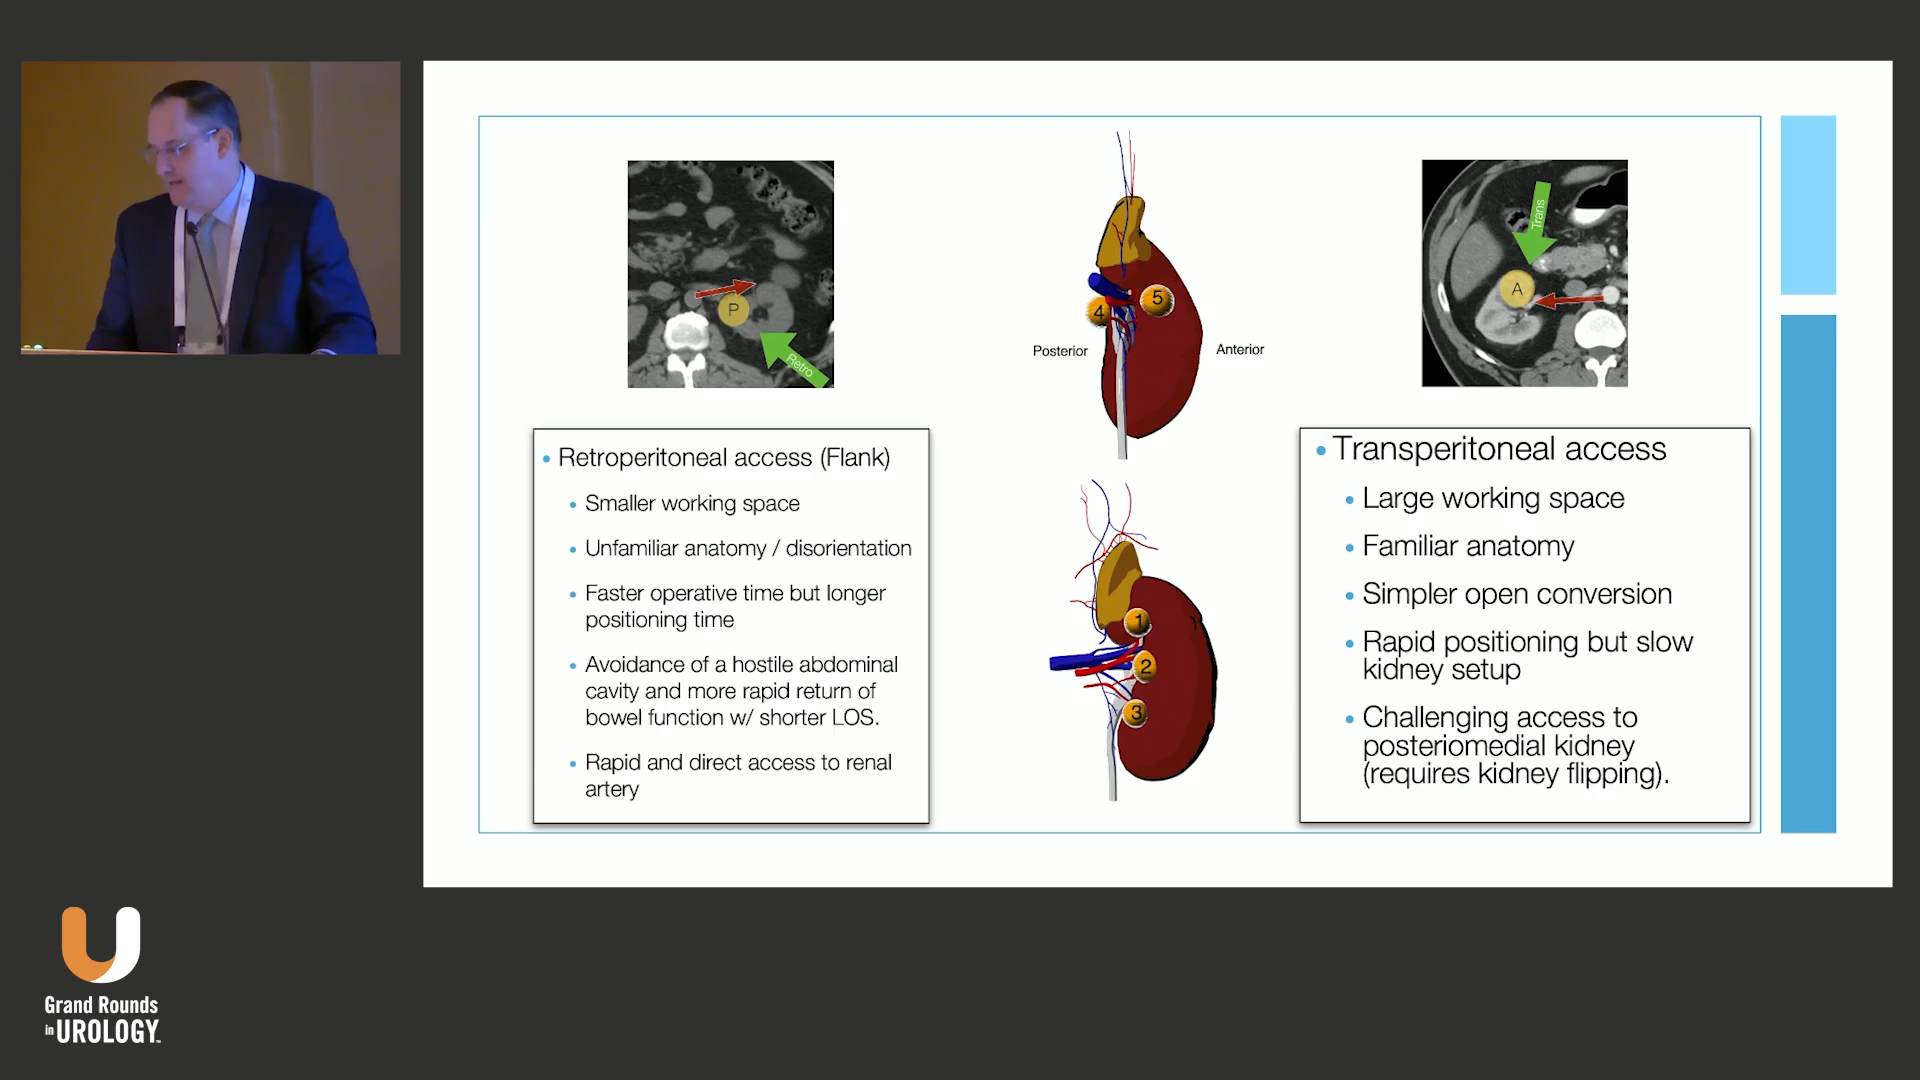 Retro
P
Trans
A
4
5
Posterior
Anterior
1
2
3
• Retroperitoneal access (Flank)
• Smaller working space
• Unfamiliar anatomy / disorientation
• Faster operative time but longer
positioning time
• Avoidance of a hostile abdominal
cavity and more rapid return of
bowel function w/ shorter LOS.
• Rapid and direct access to renal
artery
• Transperitoneal access
• Large working space
• Familiar anatomy
• Simpler open conversion
• Rapid positioning but slow
kidney setup
• Challenging access to
posteriomedial kidney
(requires kidney flipping).
U
Grand Rounds
in UROLOGY™